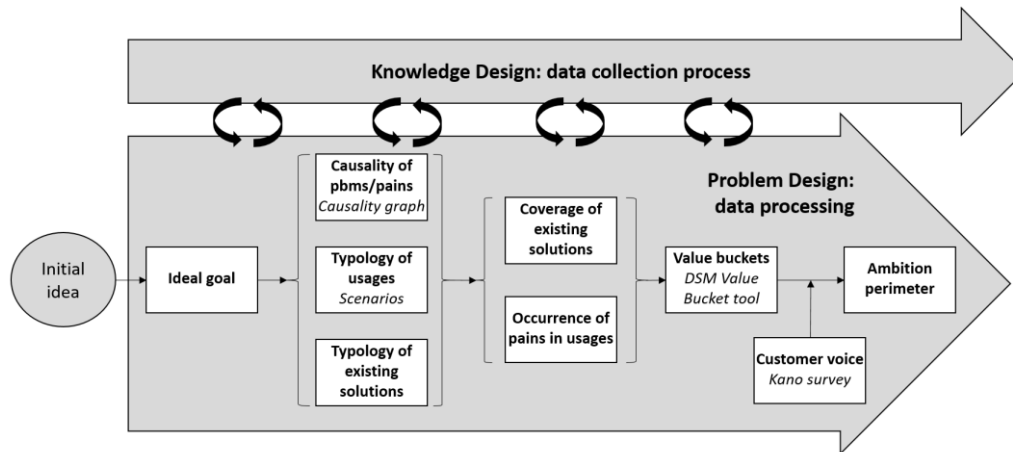 Knowledge Design: data collection process
Problem Design:
data processing
Initial
idea
Ideal goal
Causality of
pbms/pains
Causality graph
Typology of
usages
Scenarios
Typology of
existing
solutions
Coverage of
existing
solutions
Occurrence of
pains in usages
Value buckets
DSM Value
Bucket tool
Customer voice
Kano survey
Ambition
perimeter